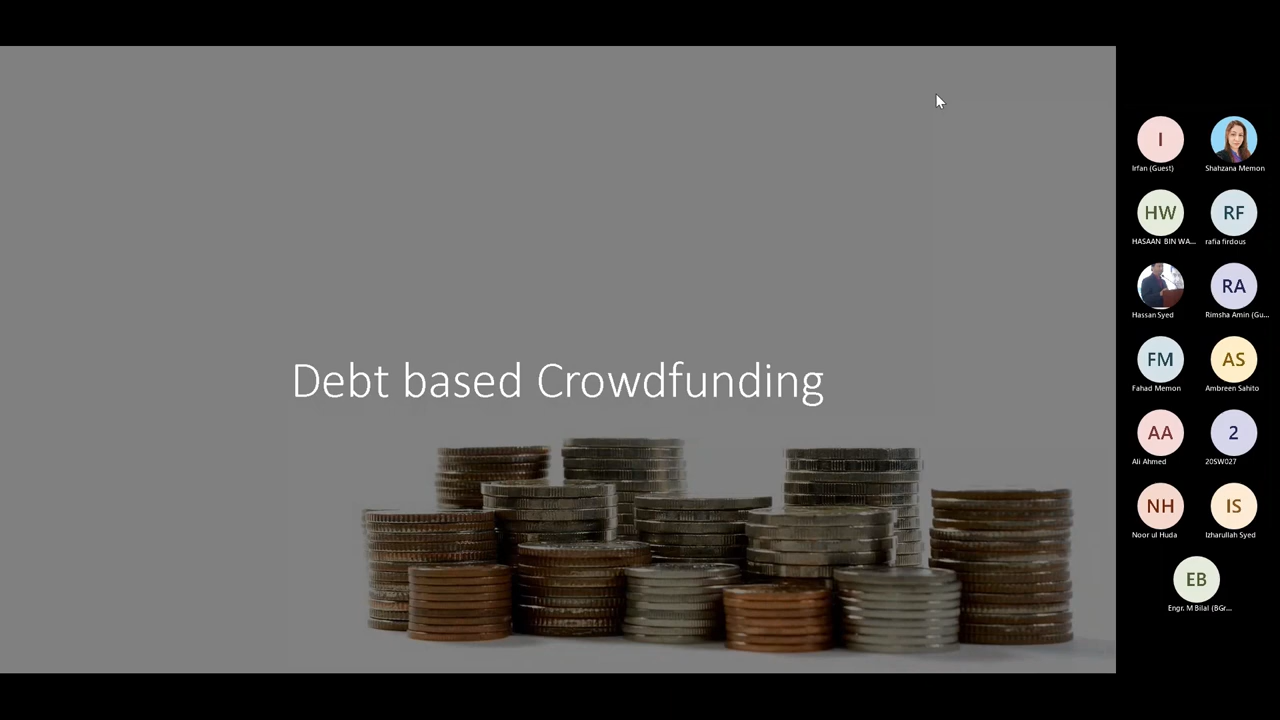 Debt based Crowdfunding
I
Irfan (Guest)
Shahzana Memon
HW
HASAAN BIN WA...
RF
rafia firdous
Hassan Syed
RA
Rimsha Amin (Gu...
FM
Fahad Memon
AS
Ambreen Sahito
AA
Ali Ahmed
2
20SW027
NH
Noor ul Huda
IS
Izharullah Syed
EB
Engr. M Bilal (BGr...